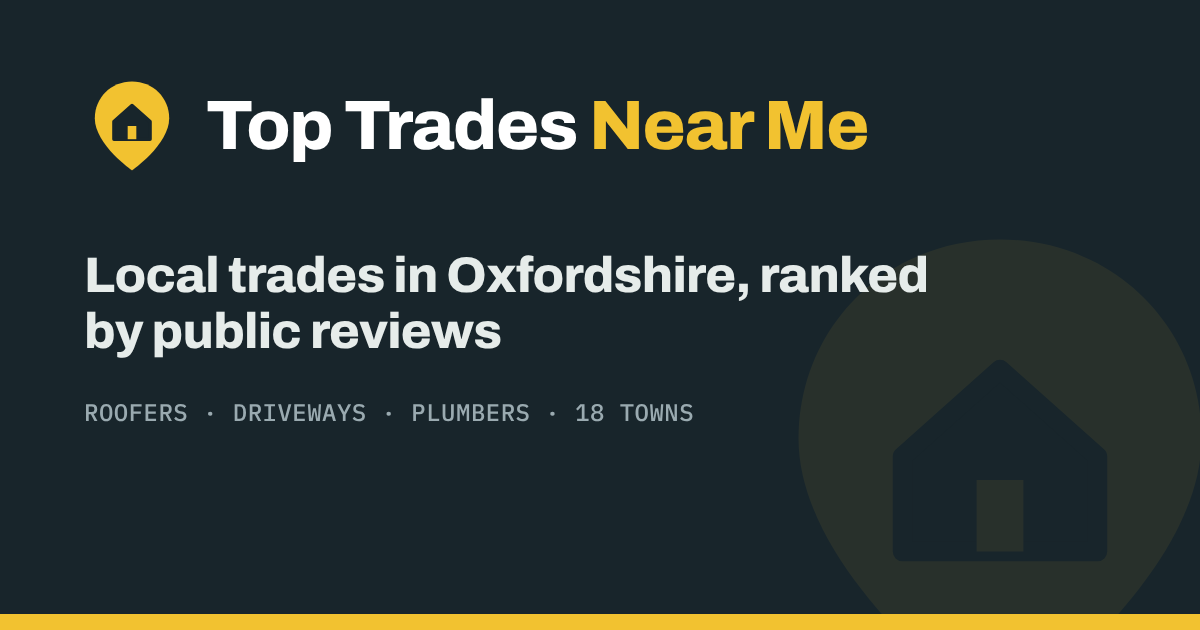 Top Trades Near Me
Local trades in Oxfordshire, ranked
by public reviews
ROOFERS · DRIVEWAYS · PLUMBERS · 18 TOWNS